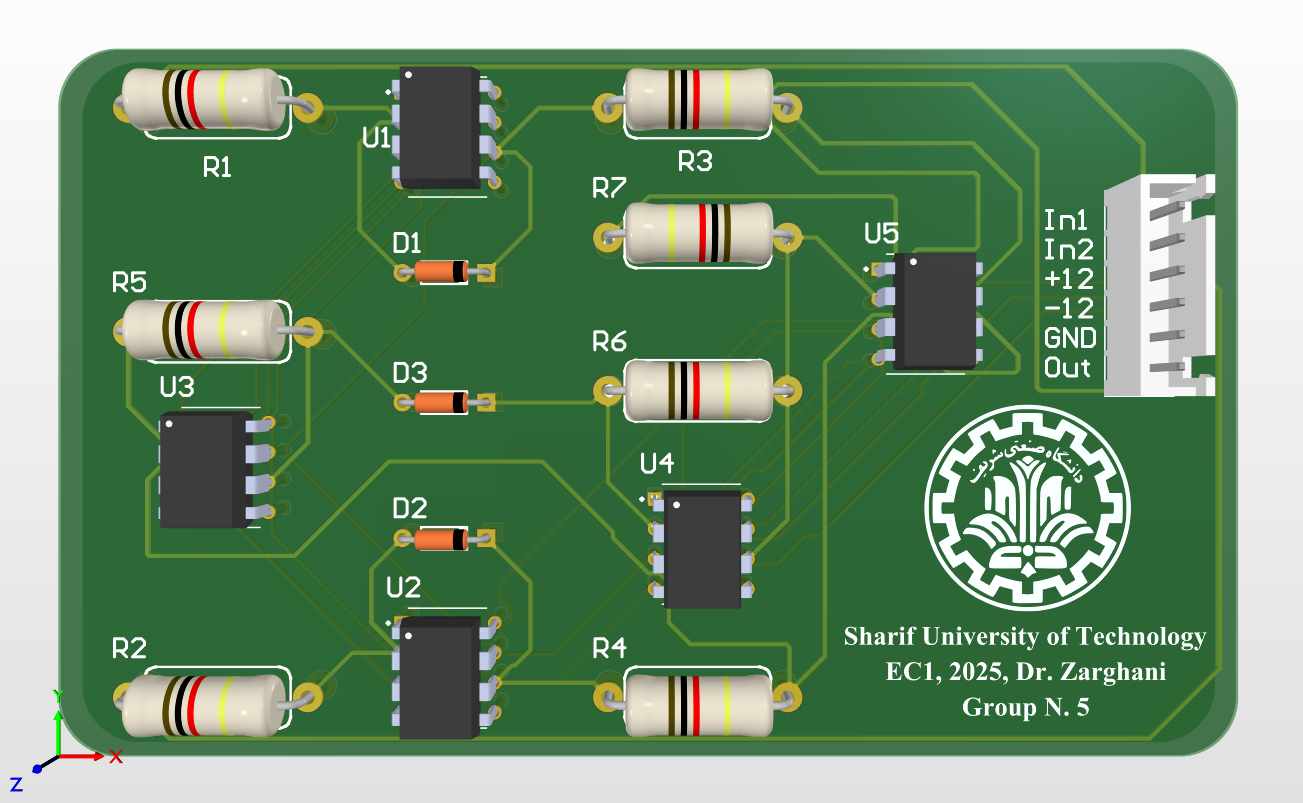 U1
R1
R3
R7
In1
U5
In2
D1
+12
R5
-12
GND
R6
Out
D3
U3
دانشگاه صنعتی شریف
U4
D2
U2
Sharif University of Technology
R2
R4
EC1, 2025, Dr. Zarghani
Group N. 5
Y
X
Z